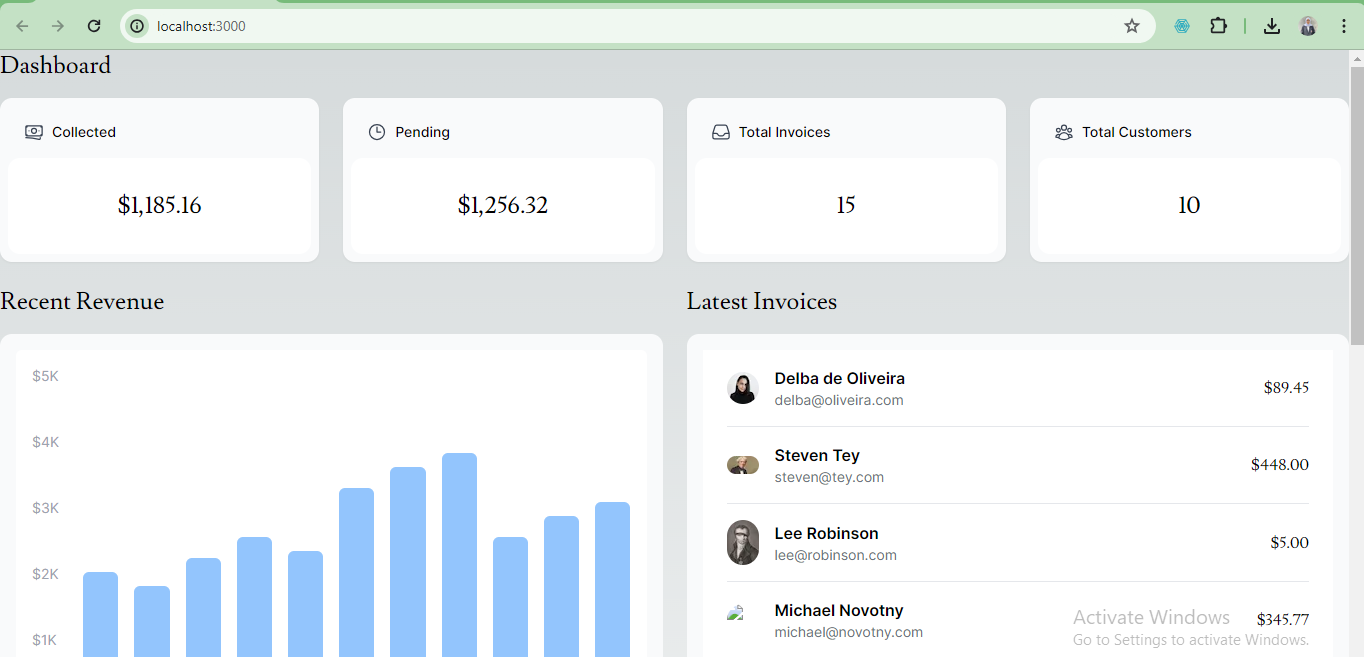 localhost:3000
Dashboard
Collected
$1,185.16
Pending
$1,256.32
Total Invoices
15
Total Customers
10
Recent Revenue
$5K
$4K
$3K
$2K
$1K
Latest Invoices
Delba de Oliveira
delba@oliveira.com
$89.45
Steven Tey
steven@tey.com
$448.00
Lee Robinson
lee@robinson.com
$5.00
Michael Novotny
michael@novotny.com
$345.77
Activate Windows
Go to Settings to activate Windows.